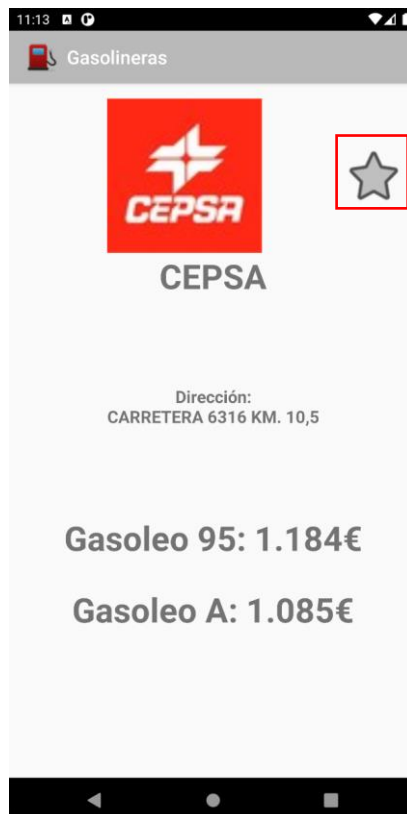 11:13
Gasolineras
CEPSA
CEPSA
Dirección:
CARRETERA 6316 KM. 10,5
Gasoleo 95: 1.184€
Gasoleo A: 1.085€